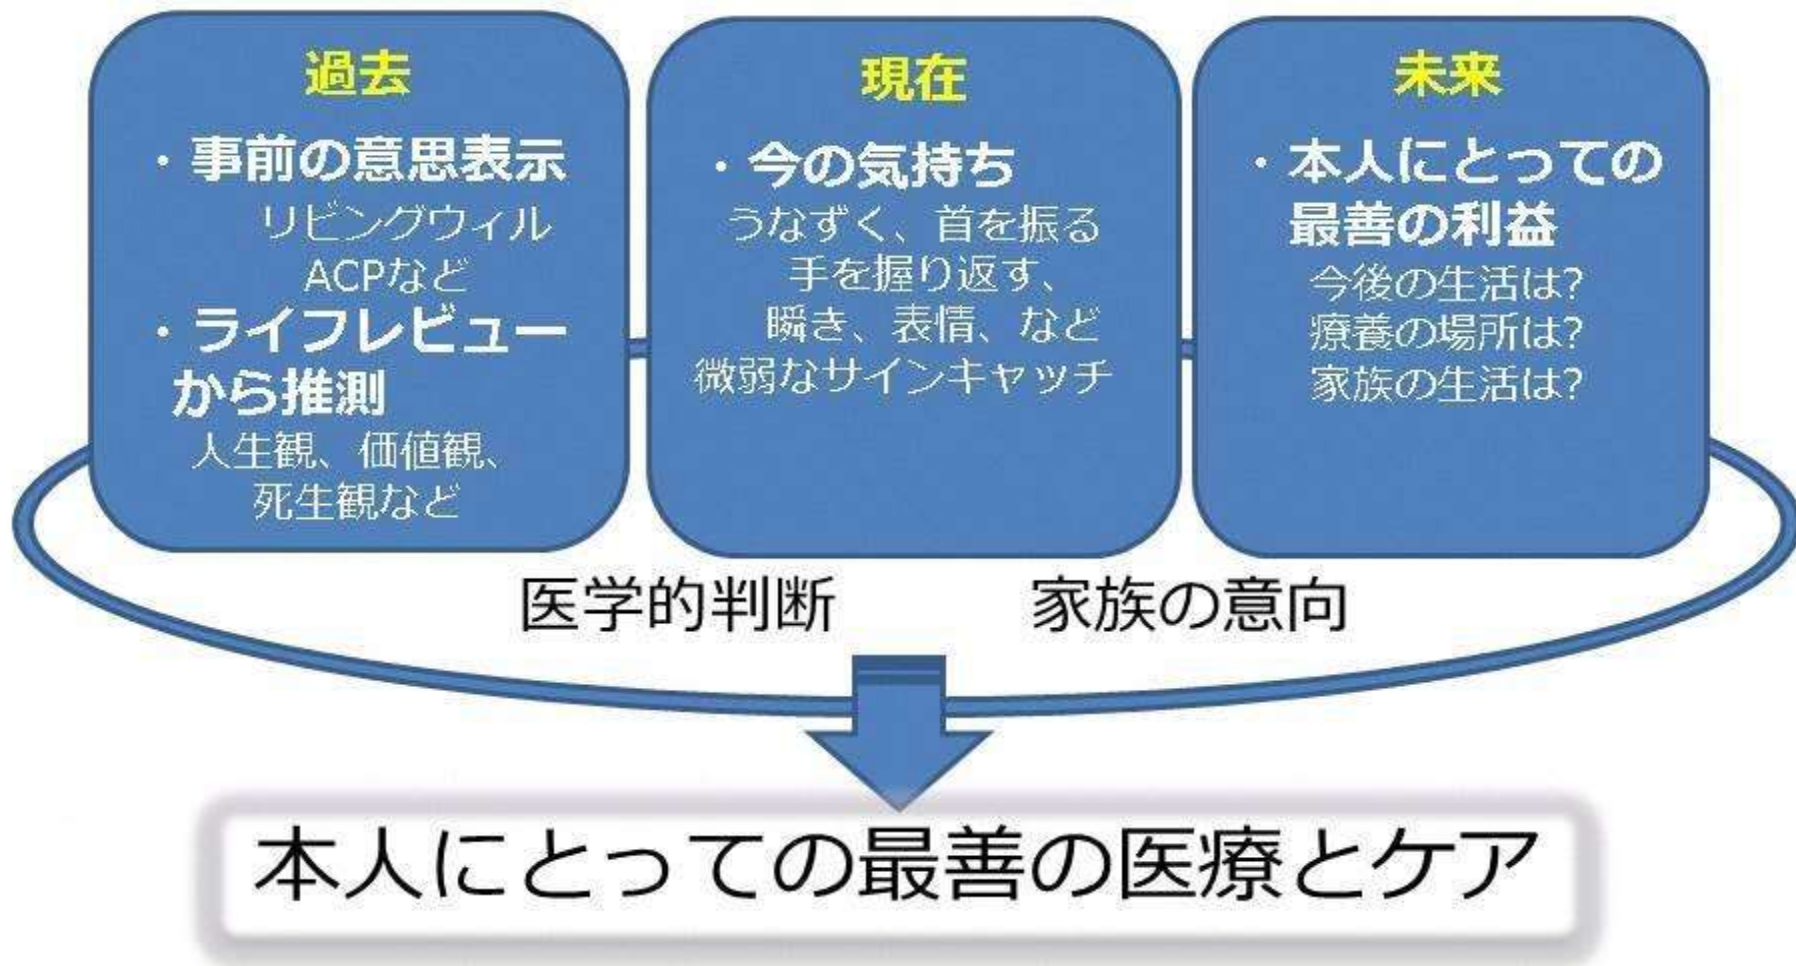 過去
・事前の意思表示
リビングウィル
ACPなど
・ライフレビュー
から推測
人生観、価値観、
死生観など
現在
・今の気持ち
うなずく、首を振る
手を握り返す、
瞬き、表情、など
微弱なサインキャッチ
未来
・本人にとっての
最善の利益
今後の生活は?
療養の場所は?
家族の生活は?
医学的判断
家族の意向
本人にとっての最善の医療とケア